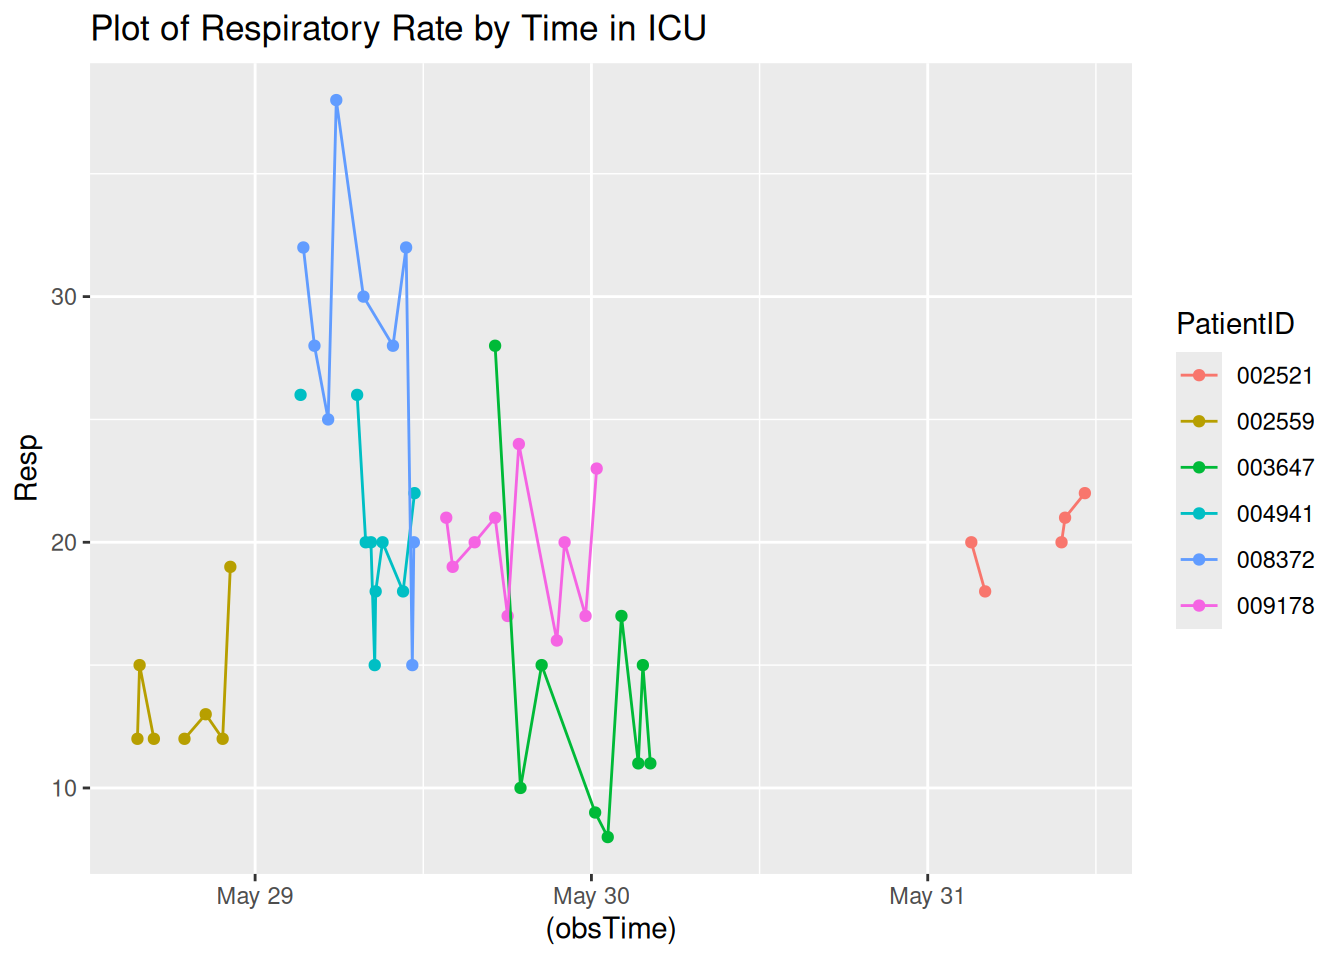 Plot of Respiratory Rate by Time in ICU
Resp
30
20
10
May 29
May 30
May 31
(obsTime)
PatientID
002521
002559
003647
004941
008372
009178